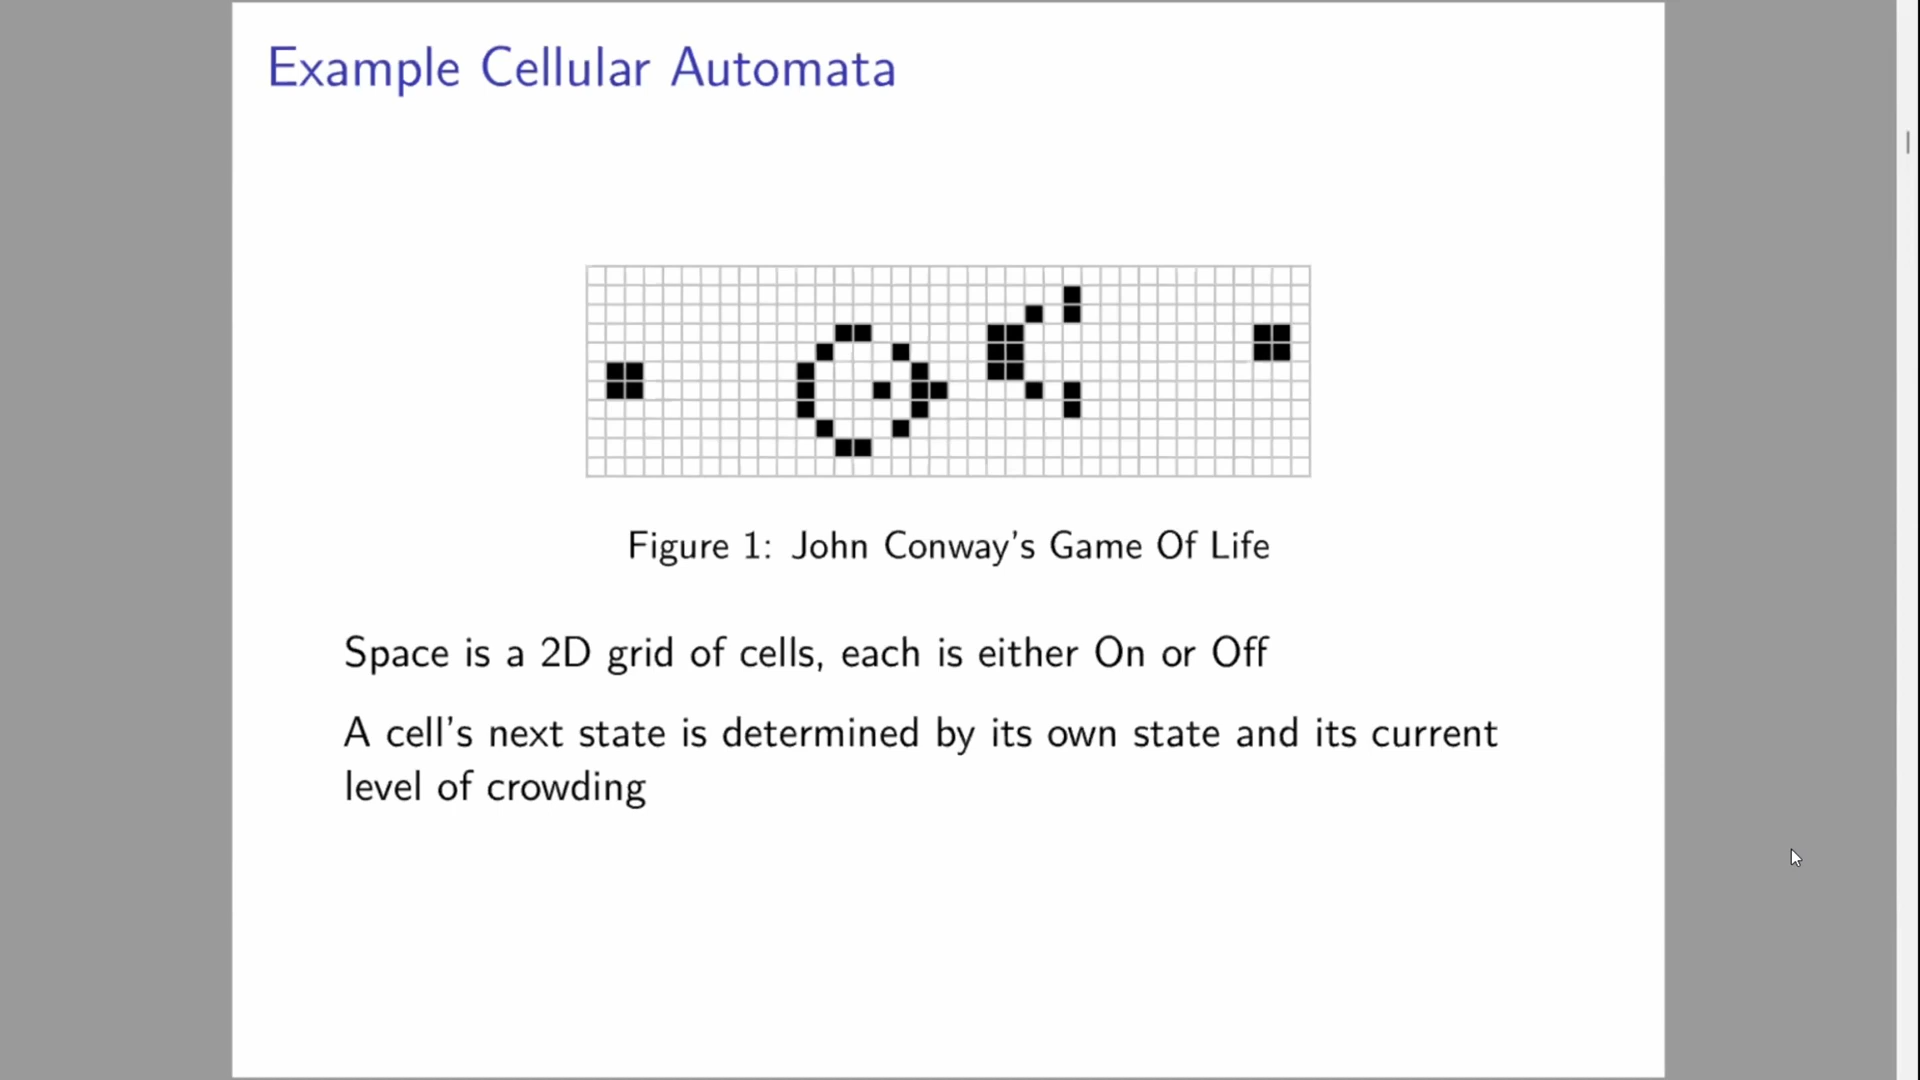 Example Cellular Automata
Figure 1: John Conway's Game Of Life
Space is a 2D grid of cells, each is either On or Off
A cell's next state is determined by its own state and its current
level of crowding